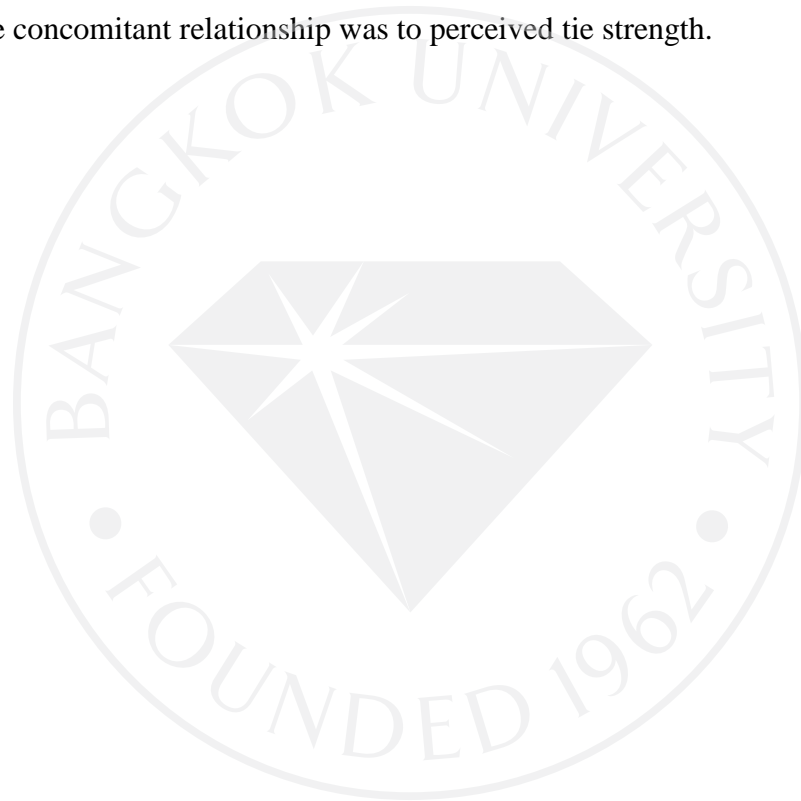 e concomitant relationship was to perceived tie strength.
BANGKOK UNIVERSITY
FOUNDED 1962